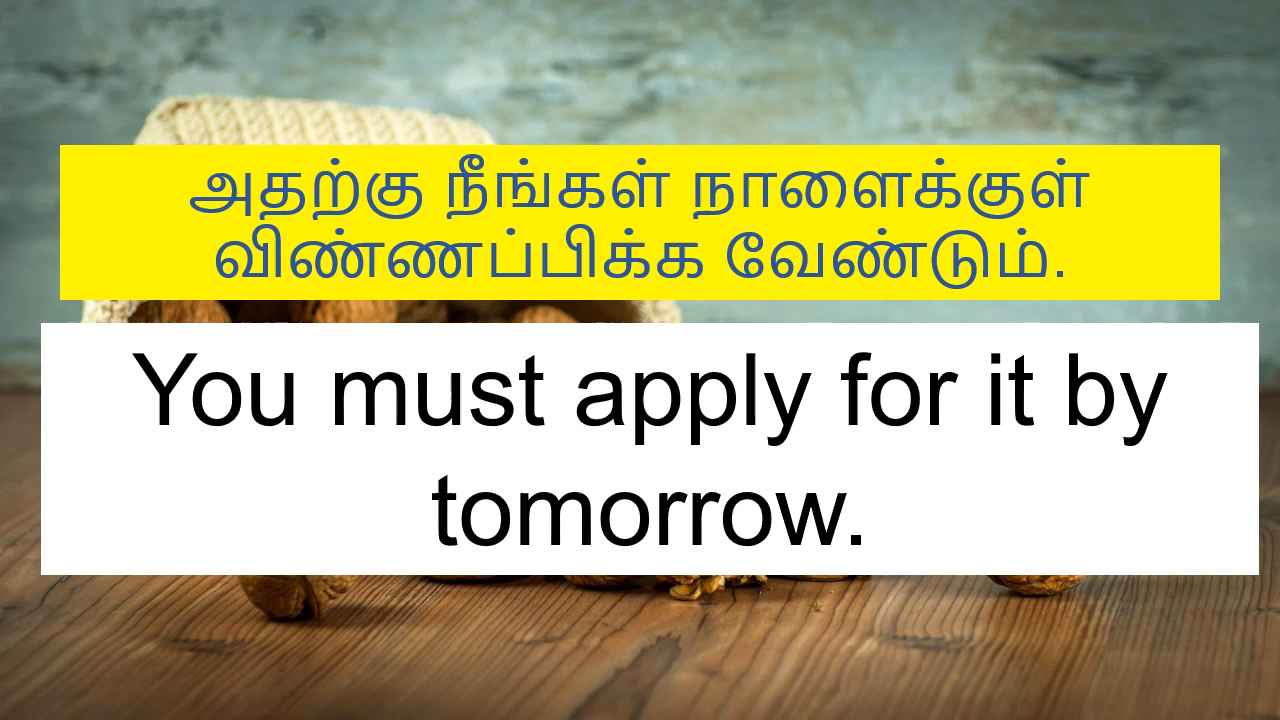 அதற்கு நீங்கள் நாளைக்குள்
விண்ணப்பிக்க வேண்டும்.
You must apply for it by
tomorrow.